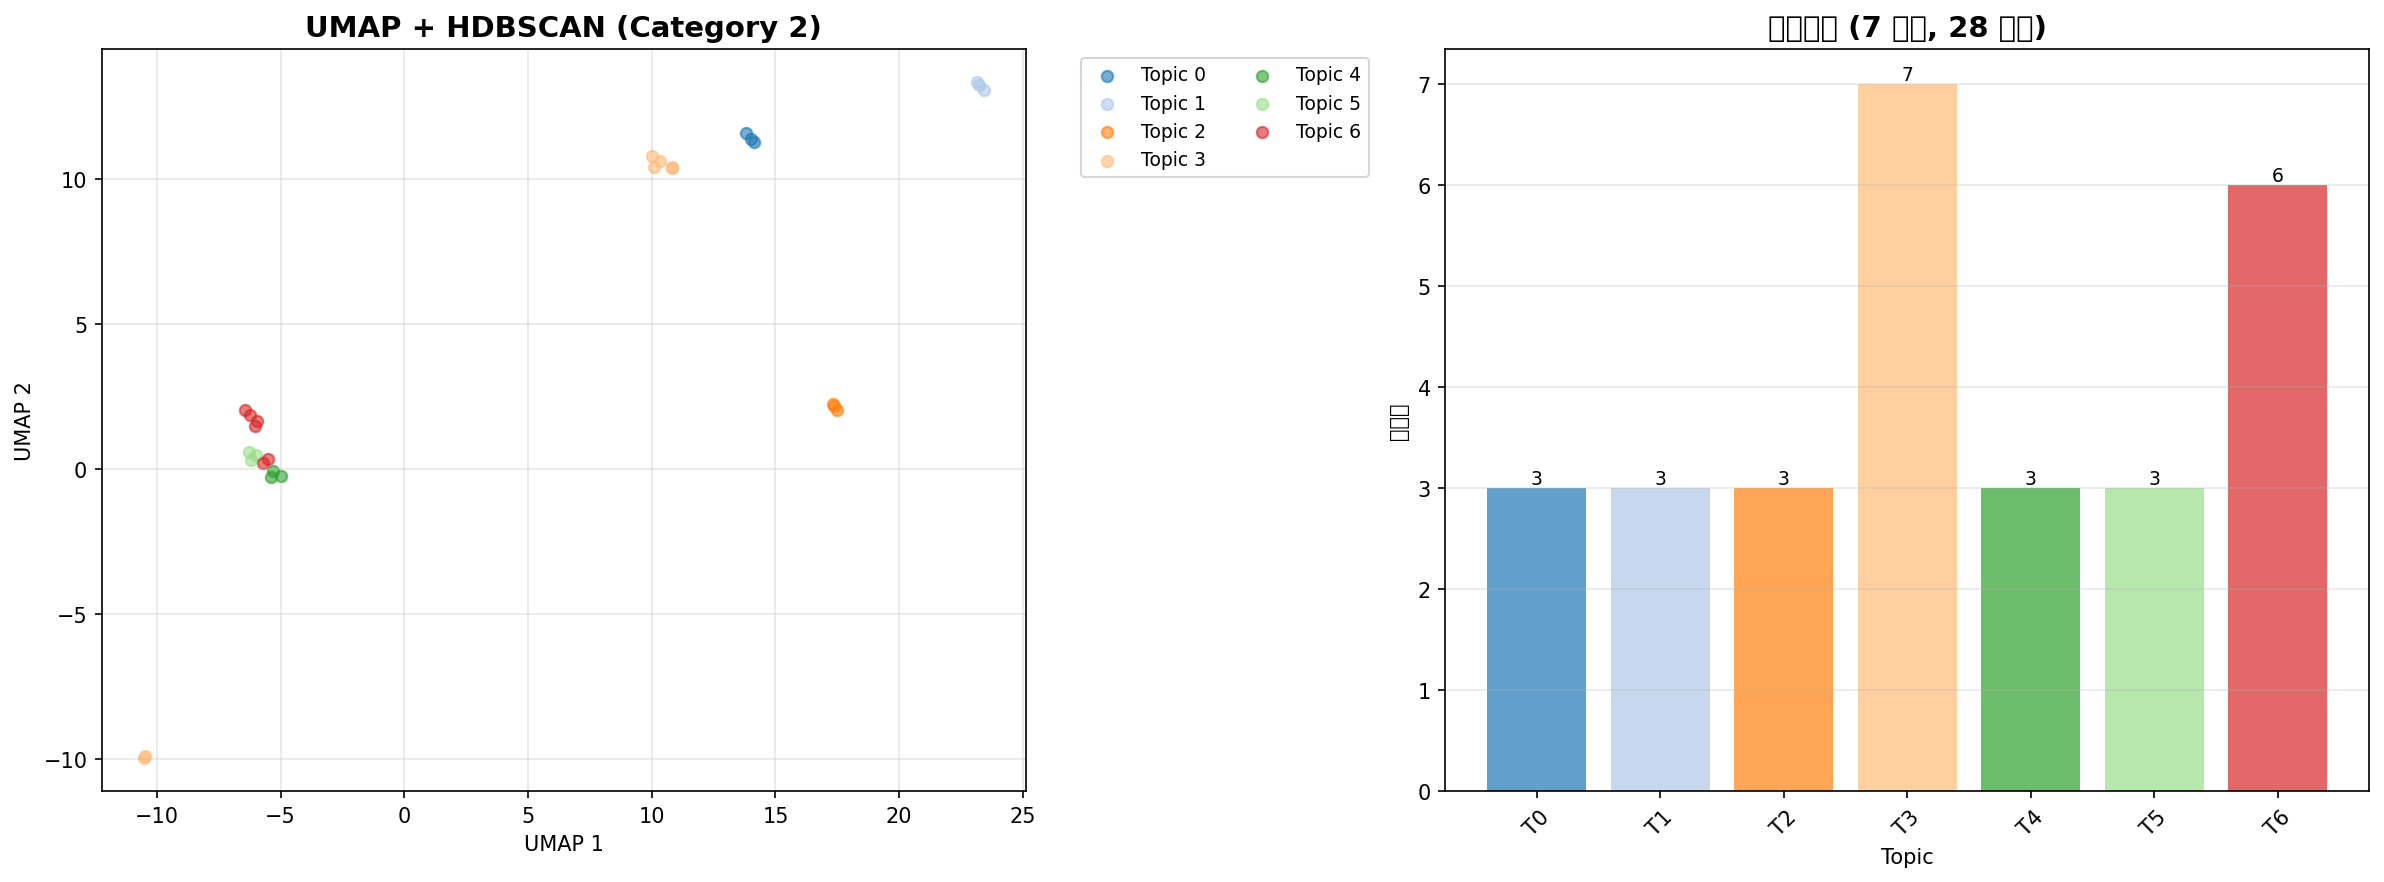 UMAP + HDBSCAN (Category 2)
UMAP 2
10
5
0
−5
−10
−10
−5
0
5
10
15
20
25
UMAP 1
Topic 0
Topic 1
Topic 2
Topic 3
Topic 4
Topic 5
Topic 6
(7, 28)
7
6
5
4
3
2
1
0
3
3
3
7
3
3
6
T0
T1
T2
T3
T4
T5
T6
Topic